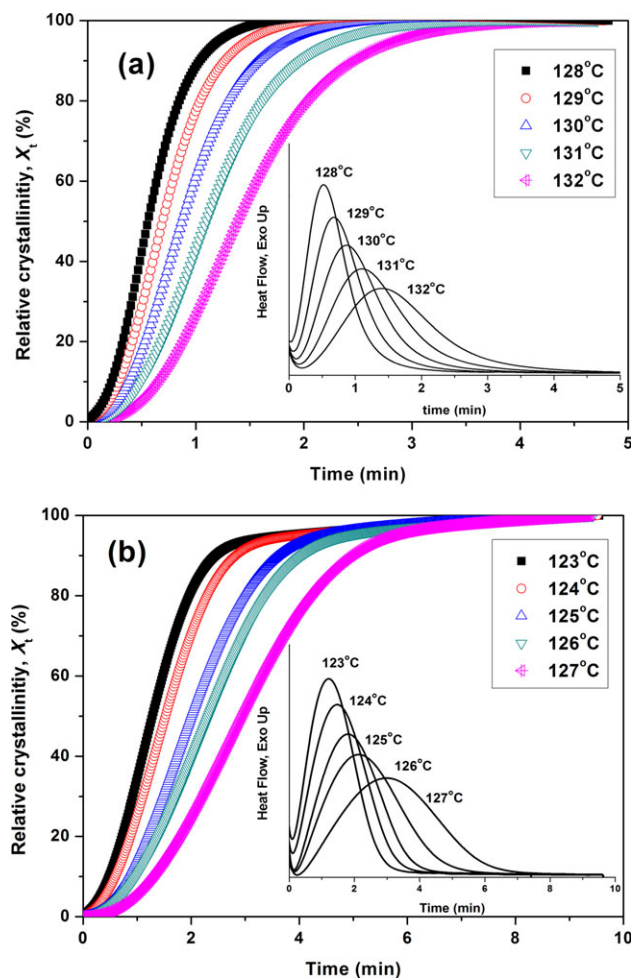 (a)
128°C
129°C
130°C
131°C
132°C
Relative crystallinitiy, Xt (%)
100
80
60
40
20
0
0
1
2
3
4
5
Time (min)
Heat Flow, Exo Up
128°C
129°C
130°C
131°C
132°C
0
1
2
3
4
5
time (min)
(b)
123°C
124°C
125°C
126°C
127°C
Relative crystallinitiy, Xt (%)
100
80
60
40
20
0
0
2
4
6
8
10
Time (min)
Heat Flow, Exo Up
123°C
124°C
125°C
126°C
127°C
0
2
4
6
8
10
Time (min)